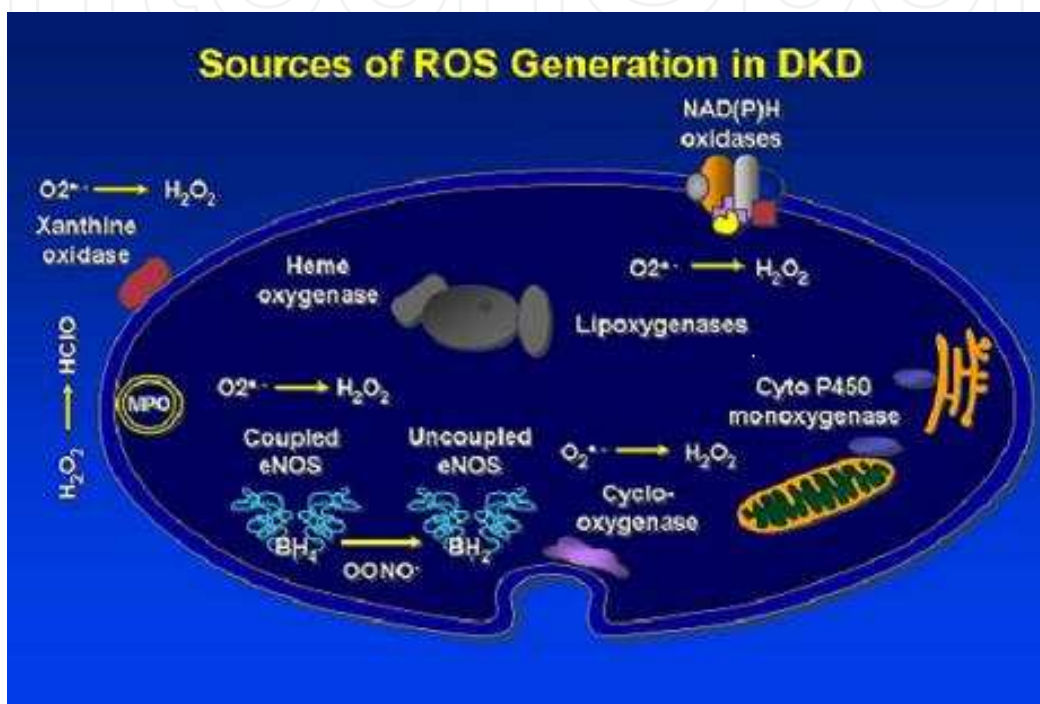 Sources of ROS Generation in DKD
NAD(P)H
oxidases
O2•- → H₂O₂
Xanthine
oxidase
Heme
oxygenase
O2•- → H₂O₂
Lipoxygenases
H₂O₂ → HClO
MPO
O2•- → H₂O₂
Cyto P450
monoxygenase
Coupled
eNOS
Uncoupled
eNOS
O₂•- → H₂O₂
Cyclo-
oxygenase
BH₄
BH₂
OONO-